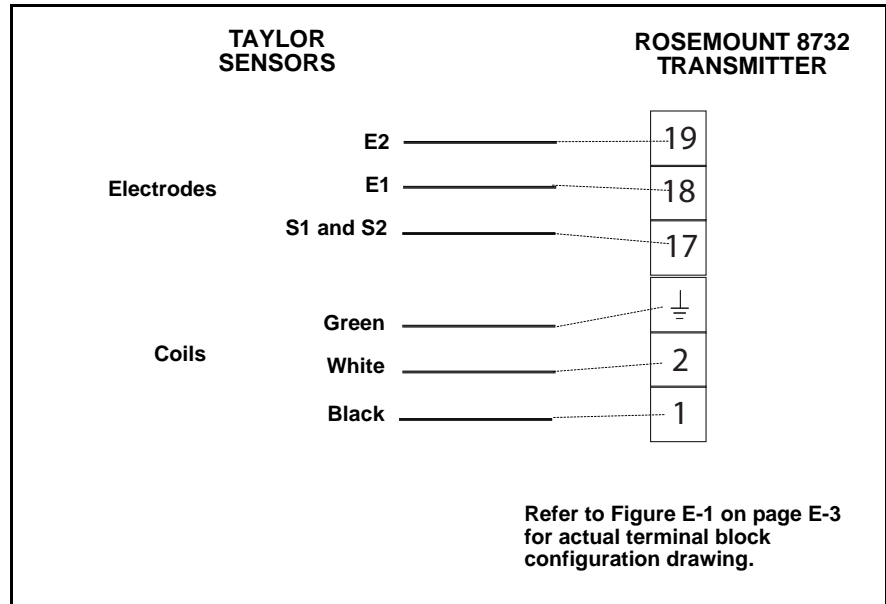 TAYLOR
SENSORS
ROSEMOUNT 8732
TRANSMITTER
E2
19
Electrodes
E1
18
S1 and S2
17
Green
Coils
White
2
Black
1
Refer to Figure E-1 on page E-3
for actual terminal block
configuration drawing.